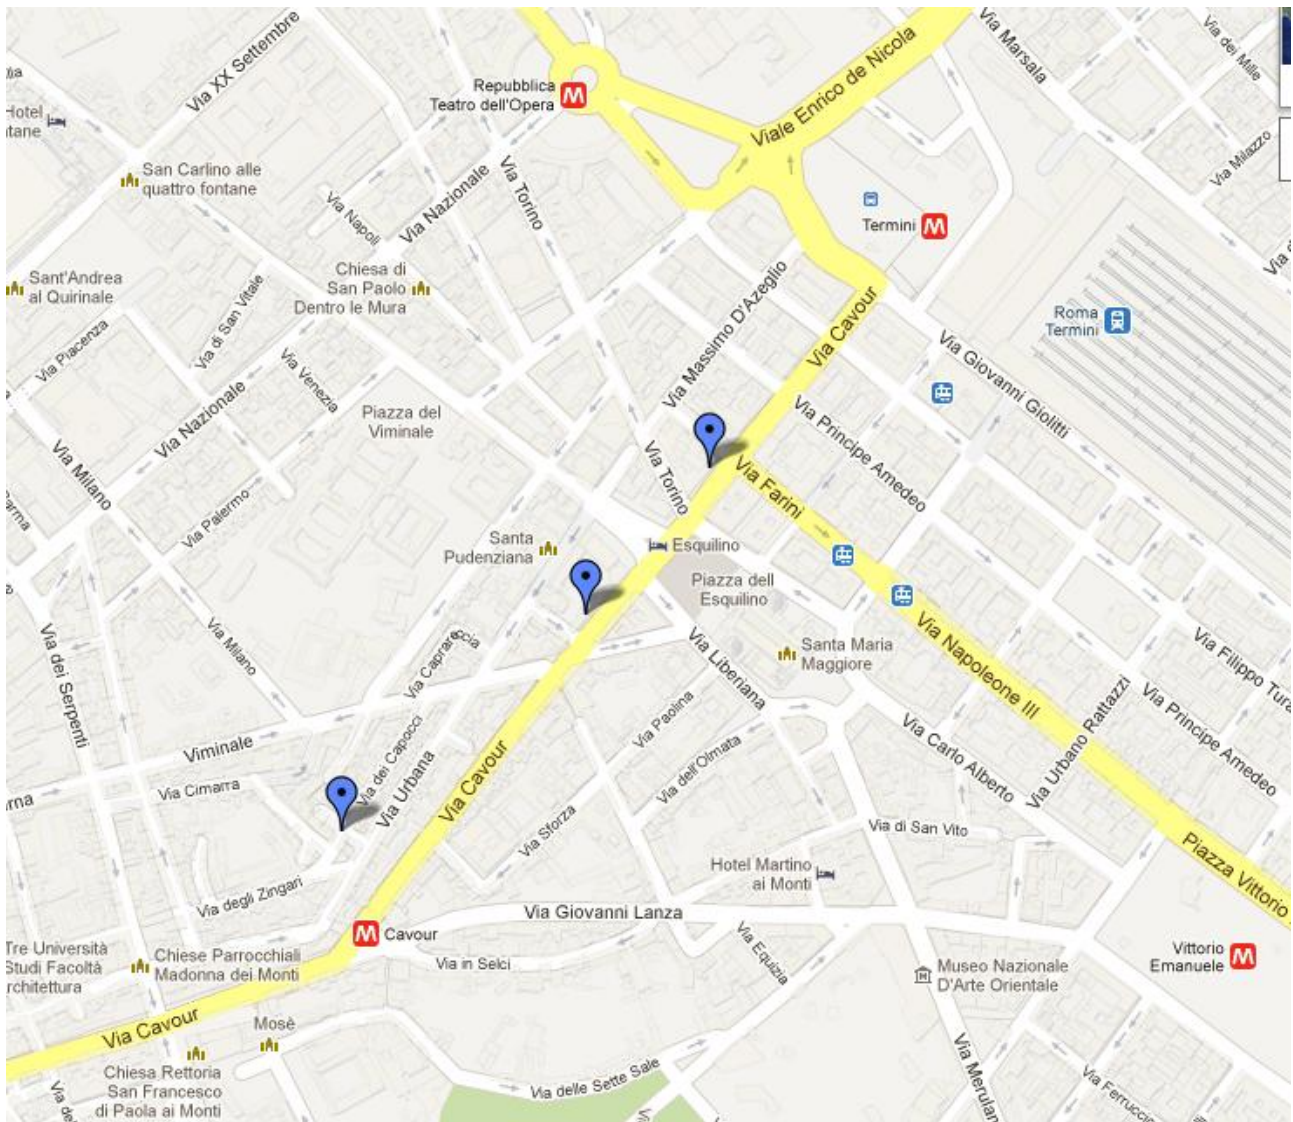 Via XX Settembre
Via Marsala
Via dei Mille
Repubblica
Teatro dell'Opera
Viale Enrico de Nicola
San Carlino alle
quattro fontane
Via Milazzo
Via Napoli
Via Nazionale
Via Torino
Termini
Sant'Andrea
al Quirinale
Chiesa di
San Paolo
Dentro le Mura
Via di San Vitale
Via Piacenza
Via Massimo D'Azeglio
Via Cavour
Roma
Termini
Via Giovanni Giolitti
Via Venezia
Via Nazionale
Piazza del
Viminale
Via Principe Amedeo
Via Milano
Via Torino
Via Farini
Via Palermo
Santa
Pudenziana
Esquilino
Piazza dell
Esquilino
Via Napoleone III
Via Milano
Via dei Serpenti
Via Liberiana
Santa Maria
Maggiore
Via Filippo Tura
Via Principe Amedeo
Via Urbano Rattazzi
Via Paolina
Via Carlo Alberto
Viminale
Via Cavour
Via dei Capocci
Via Urbana
Via dell'Olmata
Via Cimarra
Via Sforza
Via di San Vito
Piazza Vittorio
Hotel Martino
ai Monti
Via degli Zingari
Via Giovanni Lanza
Cavour
Tre Università
Studi Facoltà
rchitettura
Chiese Parrocchiali
Madonna dei Monti
Via in Selci
Via Equizia
Vittorio
Emanuele
Museo Nazionale
D'Arte Orientale
Via Cavour
Mosè
Chiesa Rettoria
San Francesco
di Paola ai Monti
Via delle Sette Sale
Via Merulan
Via Ferruccio